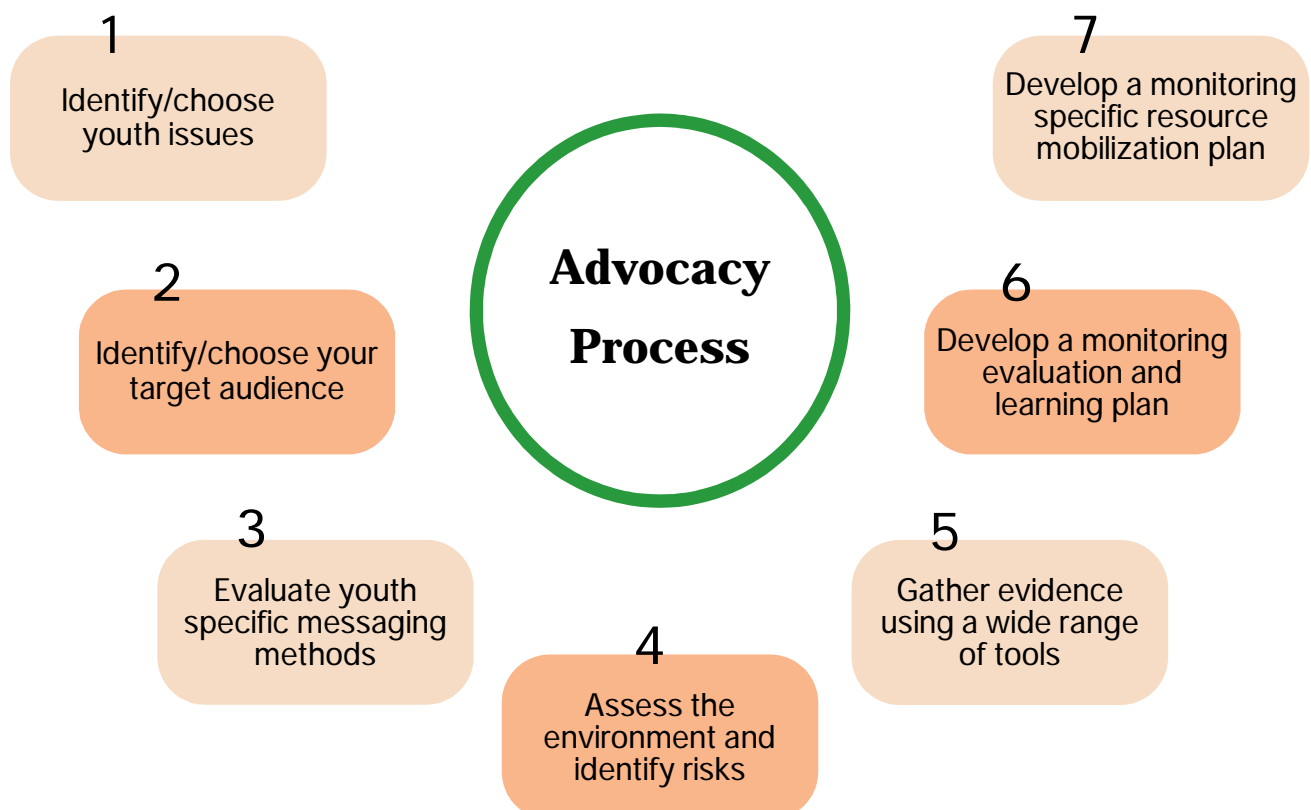 1
Identify/choose
youth issues
2
Identify/choose your
target audience
3
Evaluate youth
specific messaging
methods
4
Assess the
environment and
identify risks
5
Gather evidence
using a wide range
of tools
6
Develop a monitoring
evaluation and
learning plan
7
Develop a monitoring
specific resource
mobilization plan
Advocacy
Process